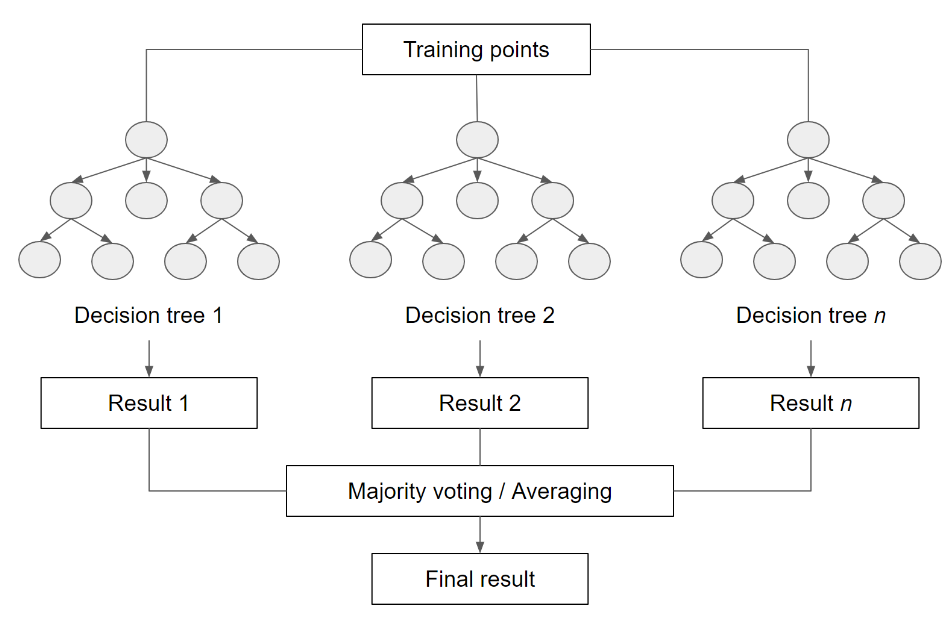 Training points
Decision tree 1
Decision tree 2
Decision tree n
Result 1
Result 2
Result n
Majority voting / Averaging
Final result